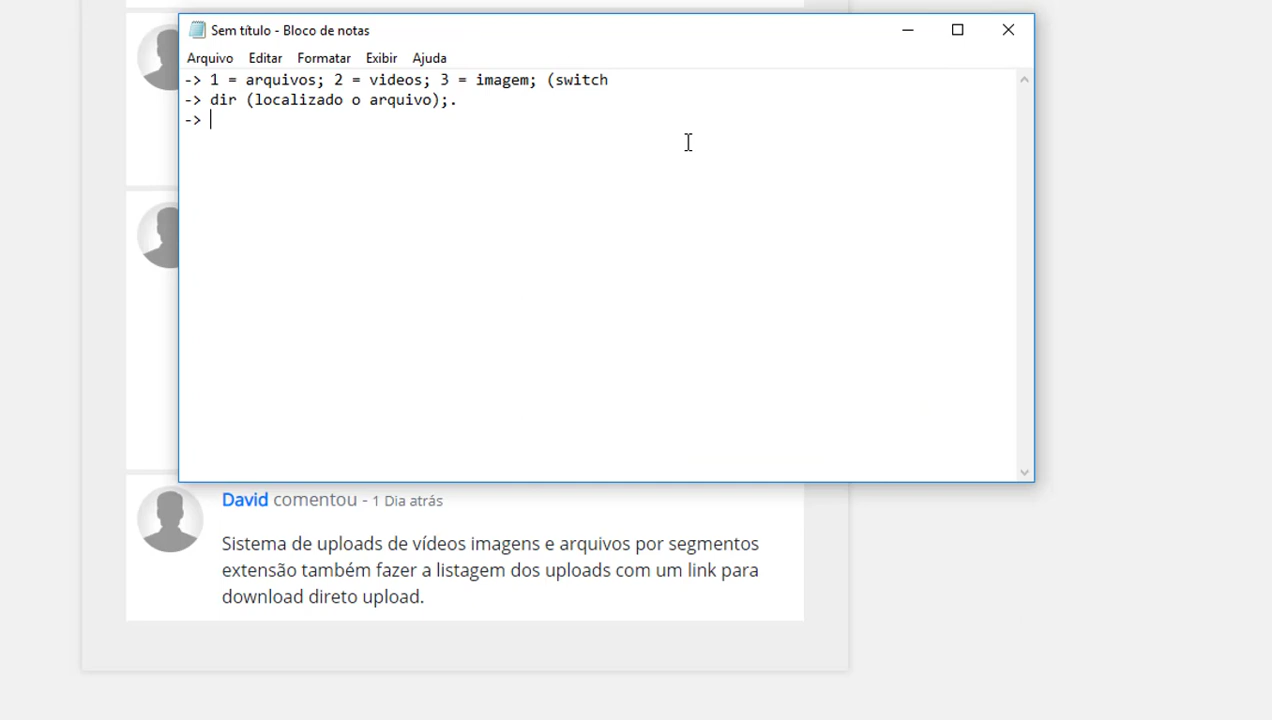 Sem título - Bloco de notas
Arquivo Editar Formatar Exibir Ajuda
-> 1 = arquivos; 2 = videos; 3 = imagem; (switch
-> dir (localizado o arquivo);.
->
David comentou - 1 Dia atrás
Sistema de uploads de vídeos imagens e arquivos por segmentos
extensão também fazer a listagem dos uploads com um link para
download direto upload.